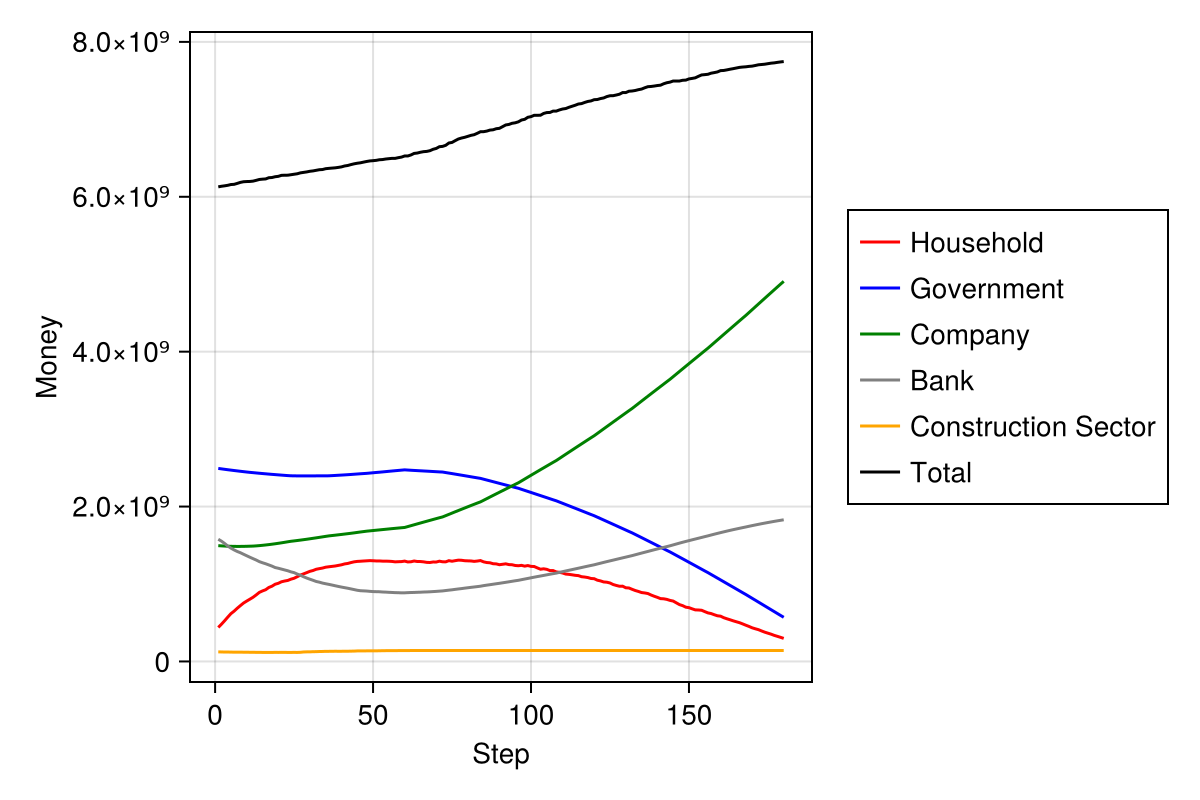 8.0×10⁹
6.0×10⁹
4.0×10⁹
2.0×10⁹
0
Money
0 50 100 150
Step
Household
Government
Company
Bank
Construction Sector
Total